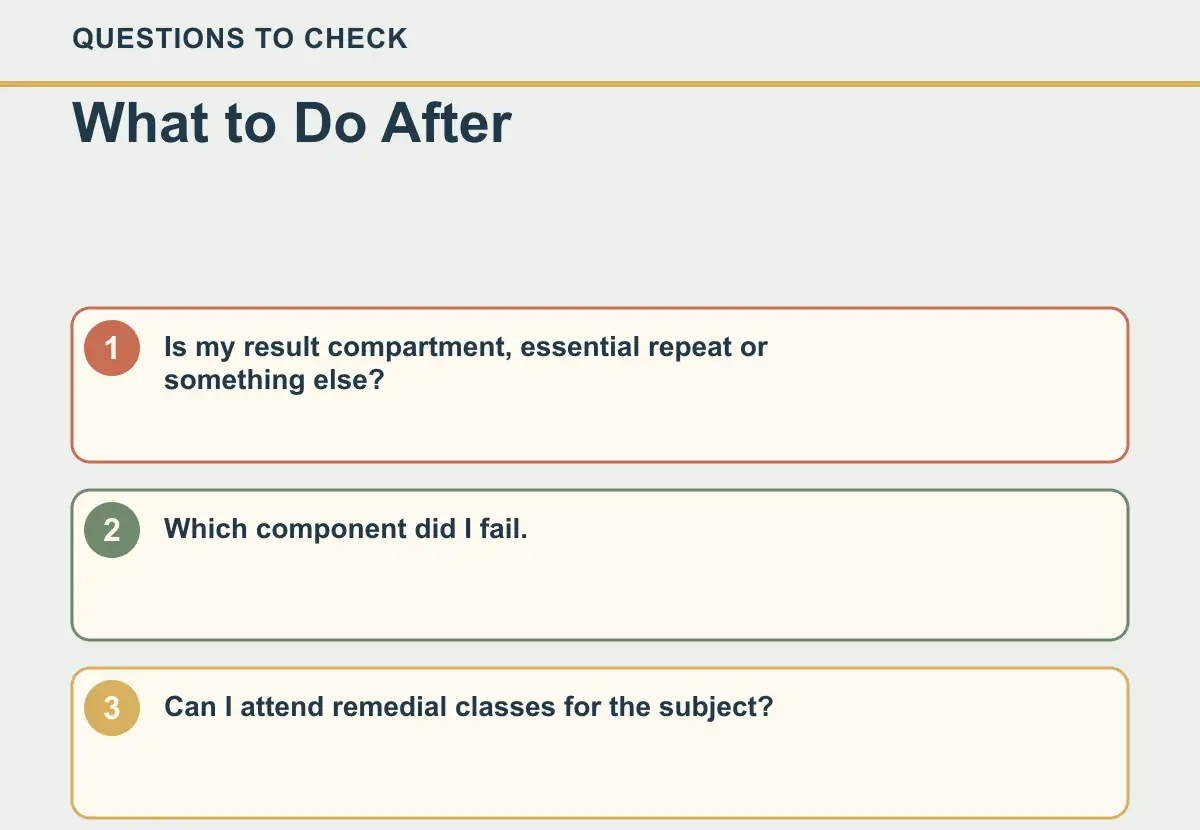 QUESTIONS TO CHECK
What to Do After
1
Is my result compartment, essential repeat or
something else?
2
Which component did I fail.
3
Can I attend remedial classes for the subject?